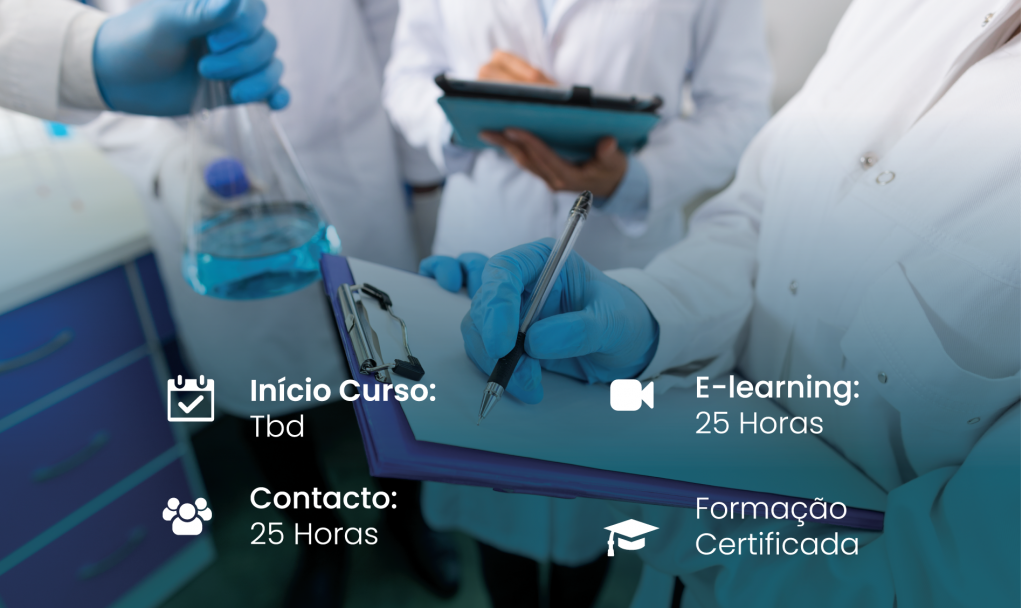 Início Curso:
Tbd
E-learning:
25 Horas
Contacto:
25 Horas
Formação
Certificada